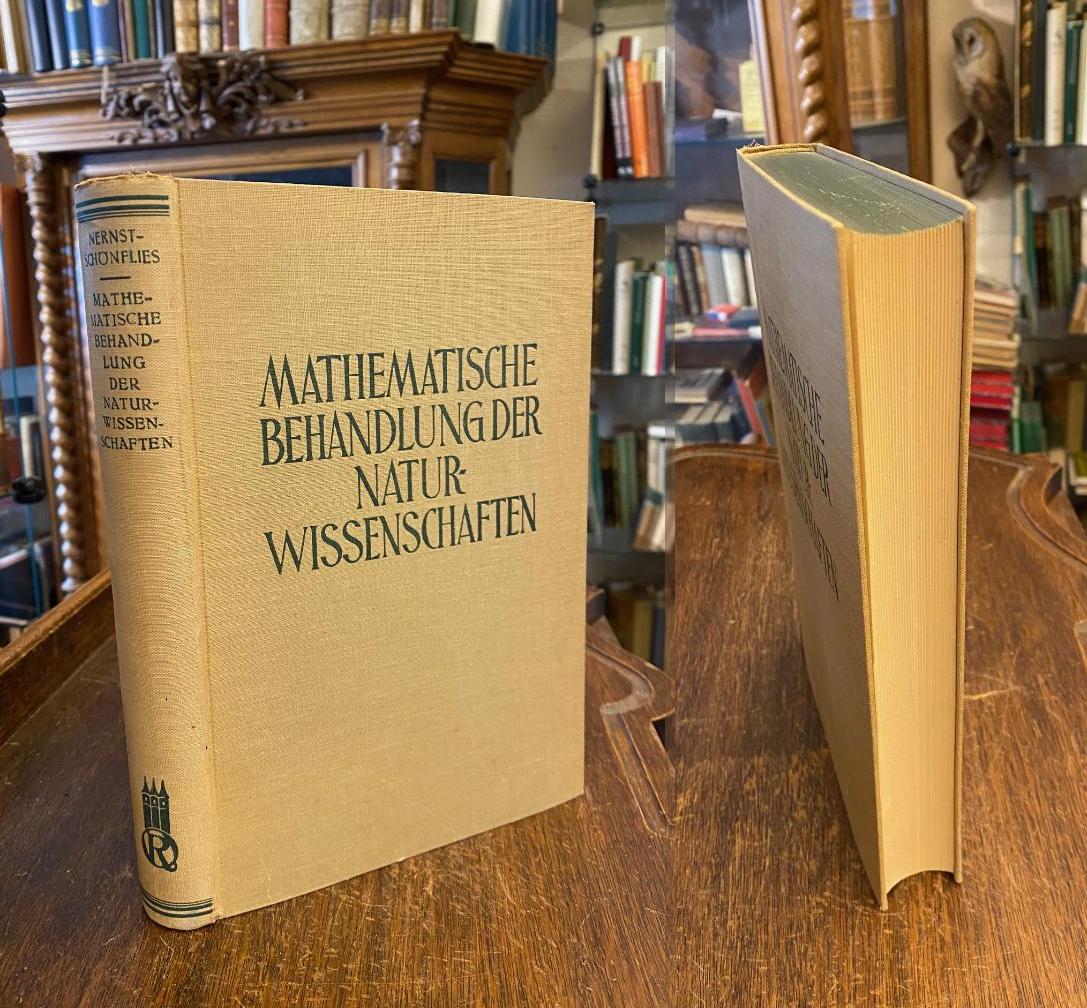 NERNST-
SCHÖNFLIES
MATHE-
MATISCHE
BEHAND-
LUNG
DER
NATUR-
WISSEN-
SCHAFTEN
R
MATHEMATISCHE
BEHANDLUNG DER
NATUR-
WISSENSCHAFTEN